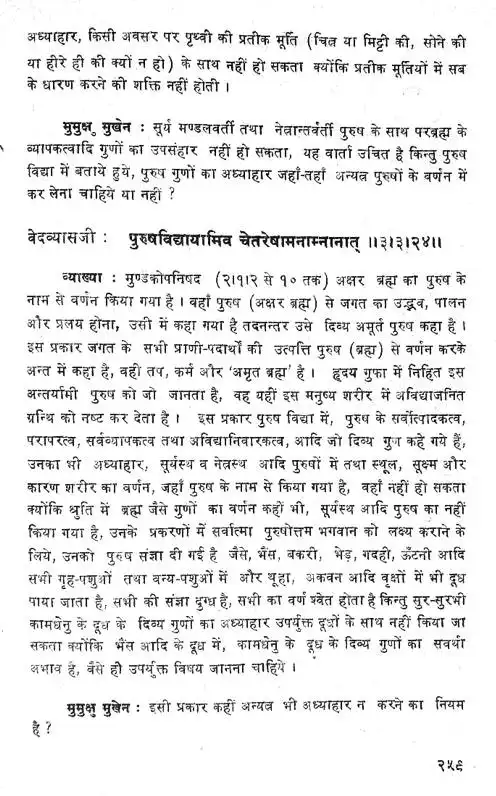 अध्याहार, किसी अवसर पर पृथ्वी की प्रतीक मूर्ति (चित्र या मिट्टी की, सोने की
या हीरे ही की क्यों न हो) के साथ नहीं हो सकता क्योंकि प्रतीक मूर्तियों में सब
के धारण करने की शक्ति नहीं होती ।
मुमुक्षु मुखेन : सूर्य मण्डलवर्ती तथा नेत्रान्तर्वर्ती पुरुष के साथ परब्रह्म के
व्यापकत्वादि गुणों का उपसंहार नहीं हो सकता, यह वार्ता उचित है किन्तु पुरुष
विद्या में बताये हुये, पुरुष गुणों का अध्याहार जहाँ-तहाँ अन्यत्र पुरुषों के वर्णन में
कर लेना चाहिये या नहीं ?
वेदव्यासजी : पुरुषविद्यायामिव चेतरेषामनाम्नानात् ॥३।३।२४॥
व्याख्या : मुण्डकोपनिषद (२।१।२ से १० तक) अक्षर ब्रह्म का पुरुष के
नाम से वर्णन किया गया है । वहाँ पुरुष (अक्षर ब्रह्म) से जगत का उद्भव, पालन
और प्रलय होना, उसी में कहा गया है तदनन्तर उसे दिव्य अमूर्त पुरुष कहा है ।
इस प्रकार जगत के सभी प्राणी-पदार्थों की उत्पत्ति पुरुष (ब्रह्म) से वर्णन करके
अन्त में कहा है, वही तप, कर्म और 'अमृत ब्रह्म' है । हृदय गुफा में निहित इस
अन्तर्यामी पुरुष को जो जानता है, वह यहीं इस मनुष्य शरीर में अविद्याजनित
ग्रन्थि को नष्ट कर देता है । इस प्रकार पुरुष विद्या में, पुरुष के सर्वोत्पादकत्व,
परापरत्व, सर्वव्यापकत्व तथा अविद्यानिवारकत्व, आदि जो दिव्य गुण कहे गये हैं,
उनका भी अध्याहार, सूर्यस्थ व नेत्रस्थ आदि पुरुषों में तथा स्थूल, सूक्ष्म और
कारण शरीर का वर्णन, जहाँ पुरुष के नाम से किया गया है, वहाँ नहीं हो सकता
क्योंकि श्रुति में ब्रह्म जैसे गुणों का वर्णन कहीं भी, सूर्यस्थ आदि पुरुष का नहीं
किया गया है, उनके प्रकरणों में सर्वात्मा पुरुषोत्तम भगवान को लक्ष्य कराने के
लिये, उनको पुरुष संज्ञा दी गई है जैसे, भैंस, बकरी, भेड़, गदही, ऊँटनी आदि
सभी गृह-पशुओं तथा वन्य-पशुओं में और थूहा, अकवन आदि वृक्षों में भी दूध
पाया जाता है, सभी की संज्ञा दुग्ध है, सभी का वर्ण श्वेत होता है किन्तु सुर-सुरभी
कामधेनु के दूध के दिव्य गुणों का अध्याहार उपर्युक्त दूधों के साथ नहीं किया जा
सकता क्योंकि भैंस आदि के दूध में, कामधेनु के दूध के दिव्य गुणों का सर्वथा
अभाव है, वैसे ही उपर्युक्त विषय जानना चाहिये ।
मुमुक्षु मुखेन : इसी प्रकार कहीं अन्यत्र भी अध्याहार न करने का नियम
है ?
२५९